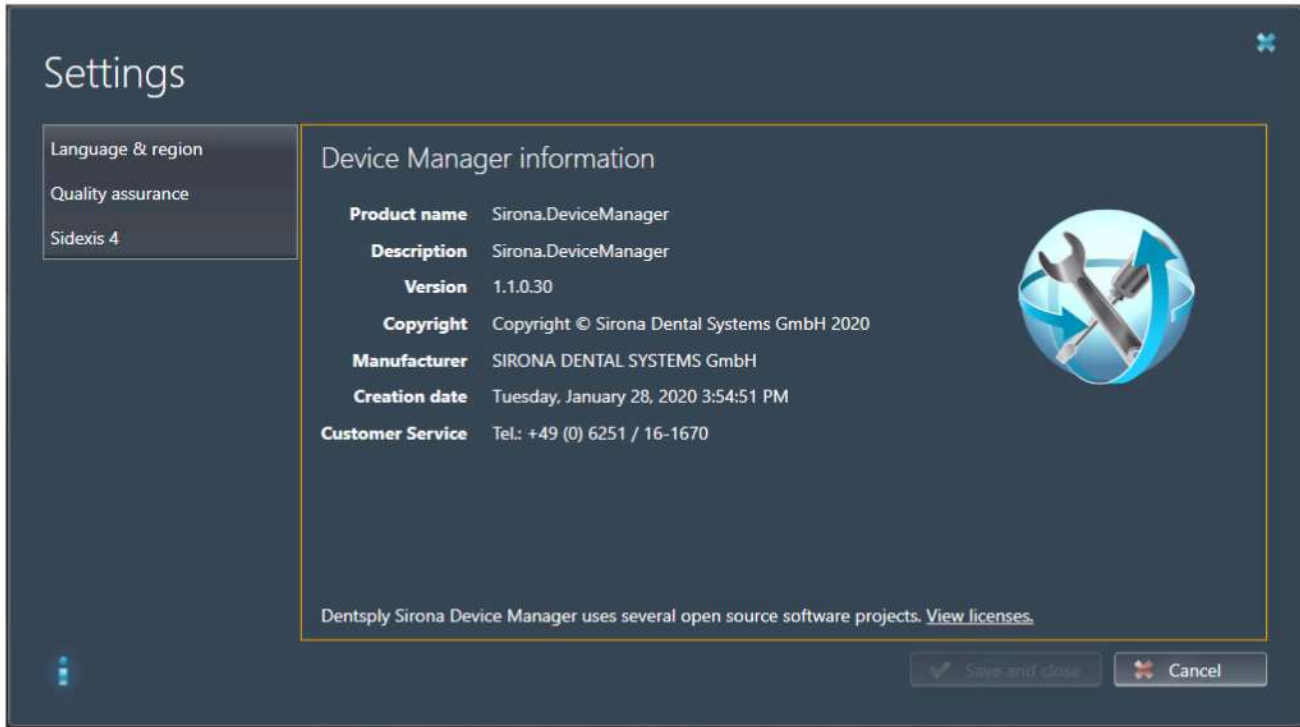 Settings
Language & region
Quality assurance
Sidexis 4
Device Manager information
Product name Sirona.DeviceManager
Description Sirona.DeviceManager
Version 1.1.0.30
Copyright Copyright © Sirona Dental Systems GmbH 2020
Manufacturer SIRONA DENTAL SYSTEMS GmbH
Creation date Tuesday, January 28, 2020 3:54:51 PM
Customer Service Tel.: +49 (0) 6251 / 16-1670
Dentsply Sirona Device Manager uses several open source software projects. View licenses.
Save and close
Cancel